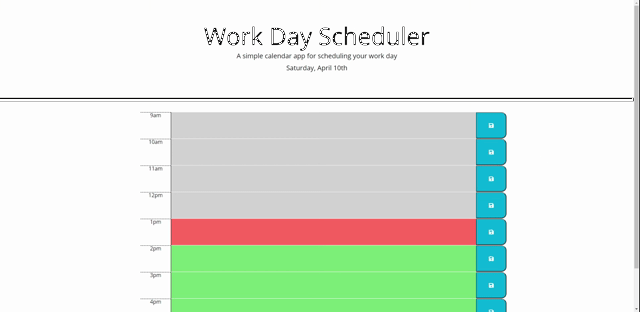 Work Day Scheduler
A simple calendar app for scheduling your work day
Saturday, April 10th
9am
10am
11am
12pm
1pm
2pm
3pm
4pm